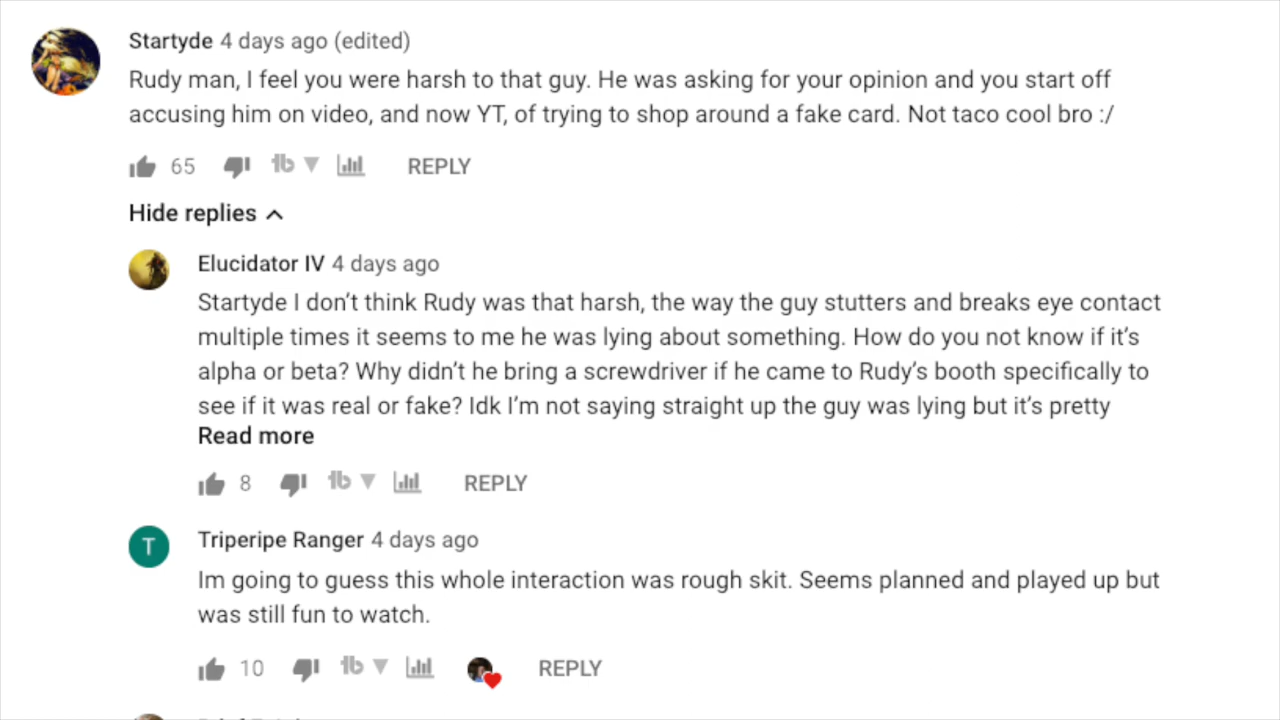 Startyde 4 days ago (edited)
Rudy man, I feel you were harsh to that guy. He was asking for your opinion and you start off
accusing him on video, and now YT, of trying to shop around a fake card. Not taco cool bro :/
65 REPLY
Hide replies
Elucidator IV 4 days ago
Startyde I don’t think Rudy was that harsh, the way the guy stutters and breaks eye contact
multiple times it seems to me he was lying about something. How do you not know if it’s
alpha or beta? Why didn’t he bring a screwdriver if he came to Rudy’s booth specifically to
see if it was real or fake? Idk I’m not saying straight up the guy was lying but it’s pretty
Read more
8 REPLY
T
Triperipe Ranger 4 days ago
Im going to guess this whole interaction was rough skit. Seems planned and played up but
was still fun to watch.
10 REPLY